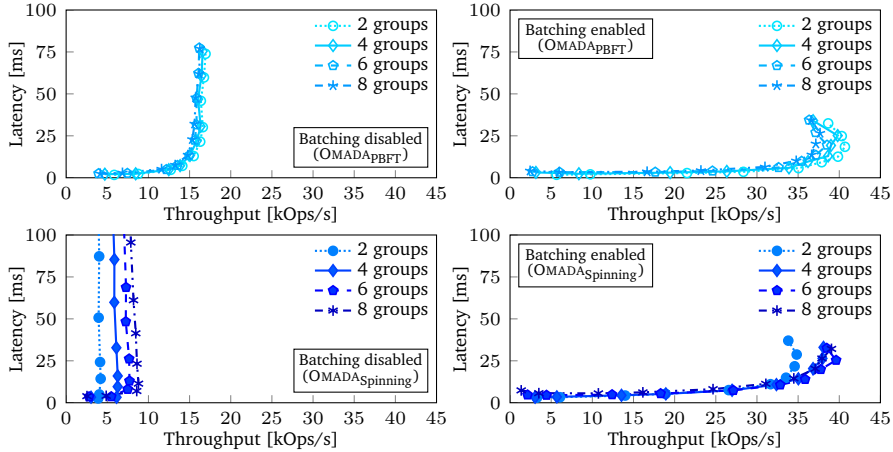 100
75
50
25
0
Latency [ms]
2 groups
4 groups
6 groups
8 groups
Batching disabled
(OMADAPBFT)
0 5 10 15 20 25 30 35 40 45
Throughput [kOps/s]
100
75
50
25
0
Latency [ms]
Batching enabled
(OMADAPBFT)
2 groups
4 groups
6 groups
8 groups
0 5 10 15 20 25 30 35 40 45
Throughput [kOps/s]
100
75
50
25
0
Latency [ms]
2 groups
4 groups
6 groups
8 groups
Batching disabled
(OMADASpinning)
0 5 10 15 20 25 30 35 40 45
Throughput [kOps/s]
100
75
50
25
0
Latency [ms]
Batching enabled
(OMADASpinning)
2 groups
4 groups
6 groups
8 groups
0 5 10 15 20 25 30 35 40 45
Throughput [kOps/s]